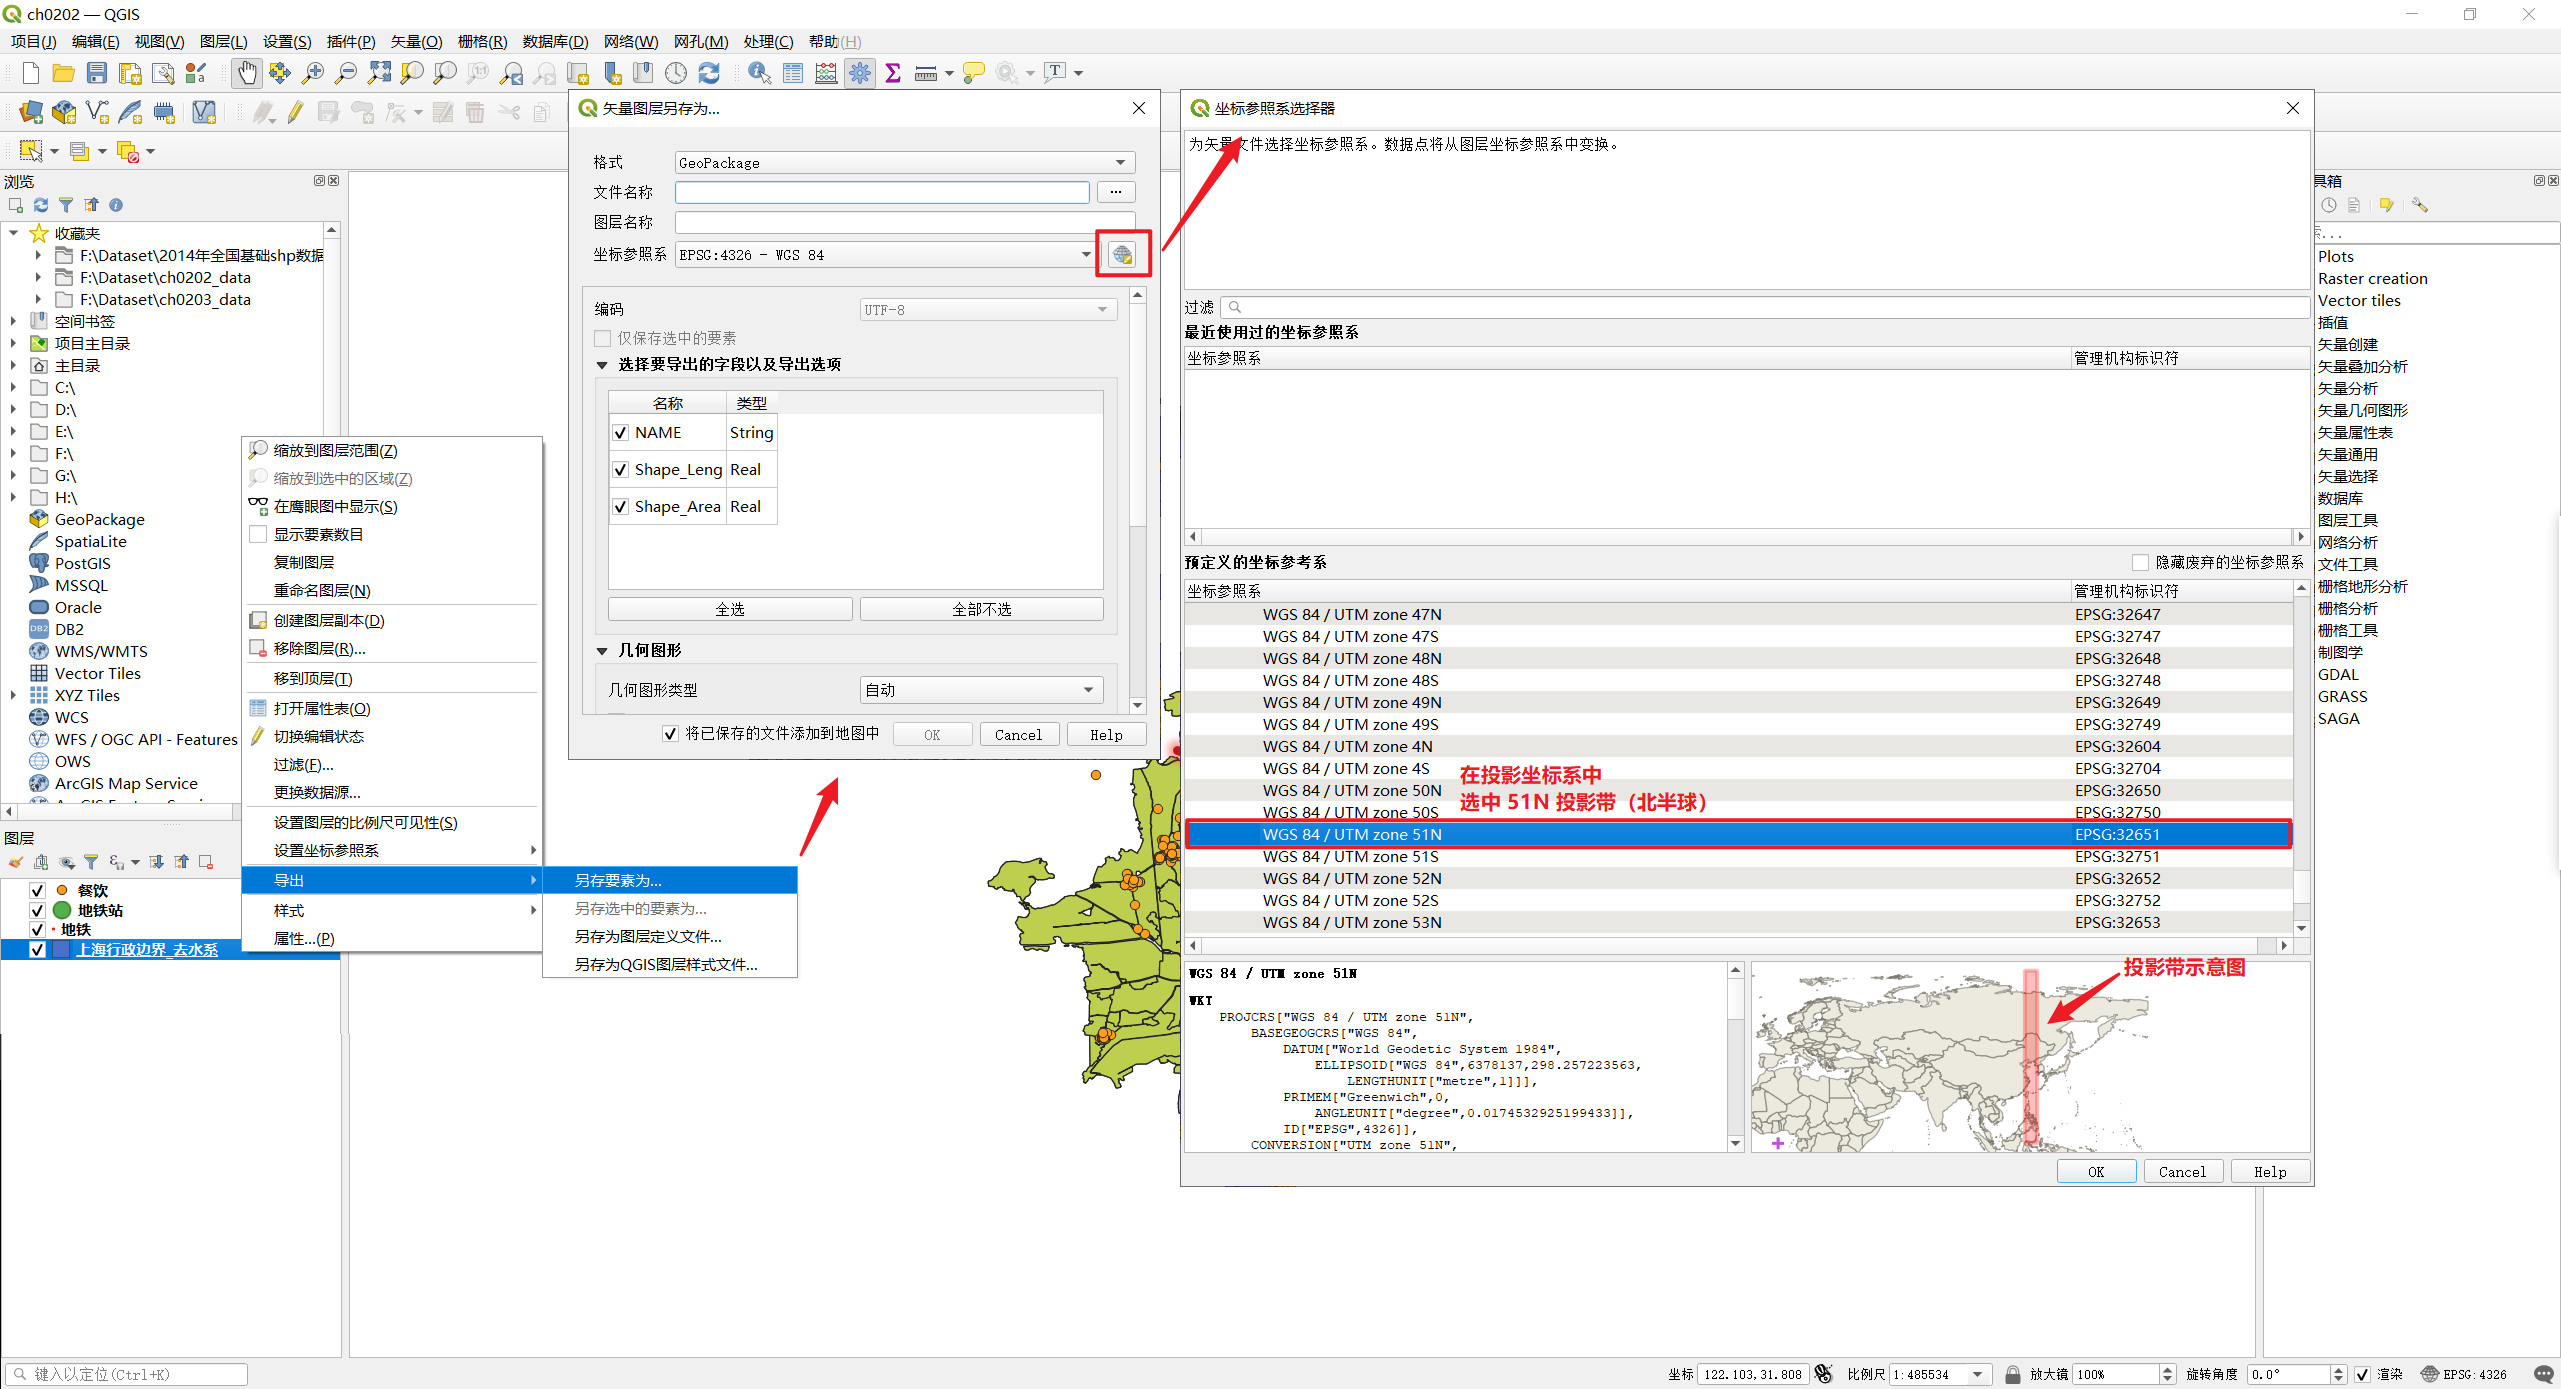 ch0202 — QGIS
项目(J) 编辑(E) 视图(V) 图层(L) 设置(S) 插件(P) 矢量(O) 栅格(R) 数据库(D) 网络(W) 网孔(M) 处理(C) 帮助(H)
浏览
收藏夹
F:\Dataset\2014年全国基础shp数据
F:\Dataset\ch0202_data
F:\Dataset\ch0203_data
空间书签
项目主目录
主目录
C:\
D:\
E:\
F:\
G:\
H:\
GeoPackage
SpatiaLite
PostGIS
MSSQL
Oracle
DB2
WMS/WMTS
Vector Tiles
XYZ Tiles
WCS
WFS / OGC API - Features
OWS
ArcGIS Map Service
图层
餐饮
地铁站
地铁
上海行政边界_去水系
缩放到图层范围(Z)
缩放到选中的区域(Z)
在鹰眼图中显示(S)
显示要素数目
复制图层
重命名图层(N)
创建图层副本(D)
移除图层(R)...
移到顶层(T)
打开属性表(O)
切换编辑状态
过滤(F)...
更换数据源...
设置图层的比例尺可见性(S)
设置坐标参照系
导出
样式
属性...(P)
另存要素为...
另存选中的要素为...
另存为图层定义文件...
另存为QGIS图层样式文件...
矢量图层另存为...
格式 GeoPackage
文件名称 ...
图层名称
坐标参照系 EPSG:4326 - WGS 84
编码 UTF-8
仅保存选中的要素
选择要导出的字段以及导出选项
名称 类型
NAME String
Shape_Leng Real
Shape_Area Real
全选 全部不选
几何图形
几何图形类型 自动
将已保存的文件添加到地图中 OK Cancel Help
坐标参照系选择器
为矢量文件选择坐标参照系。数据点将从图层坐标参照系中变换。
过滤
最近使用过的坐标参照系
坐标参照系 管理机构标识符
预定义的坐标参考系 隐藏废弃的坐标参照系
坐标参照系 管理机构标识符
WGS 84 / UTM zone 47N EPSG:32647
WGS 84 / UTM zone 47S EPSG:32747
WGS 84 / UTM zone 48N EPSG:32648
WGS 84 / UTM zone 48S EPSG:32748
WGS 84 / UTM zone 49N EPSG:32649
WGS 84 / UTM zone 49S EPSG:32749
WGS 84 / UTM zone 4N EPSG:32604
WGS 84 / UTM zone 4S EPSG:32704
WGS 84 / UTM zone 50N EPSG:32650
WGS 84 / UTM zone 50S EPSG:32750
WGS 84 / UTM zone 51N EPSG:32651
WGS 84 / UTM zone 51S EPSG:32751
WGS 84 / UTM zone 52N EPSG:32652
WGS 84 / UTM zone 52S EPSG:32752
WGS 84 / UTM zone 53N EPSG:32653
在投影坐标系中
选中 51N 投影带（北半球）
WGS 84 / UTM zone 51N
WKT
PROJCRS["WGS 84 / UTM zone 51N",
BASEGEOGCRS["WGS 84",
DATUM["World Geodetic System 1984",
ELLIPSOID["WGS 84",6378137,298.257223563,
LENGTHUNIT["metre",1]]],
PRIMEM["Greenwich",0,
ANGLEUNIT["degree",0.0174532925199433]],
ID["EPSG",4326]],
CONVERSION["UTM zone 51N",
投影带示意图
OK Cancel Help
具箱
Plots
Raster creation
Vector tiles
插值
矢量创建
矢量叠加分析
矢量分析
矢量几何图形
矢量属性表
矢量通用
矢量选择
数据库
图层工具
网络分析
文件工具
栅格地形分析
栅格分析
栅格工具
制图学
GDAL
GRASS
SAGA
键入以定位(Ctrl+K)
坐标 122.103,31.808 比例尺 1:485534 放大镜 100% 旋转角度 0.0° 渲染 EPSG:4326